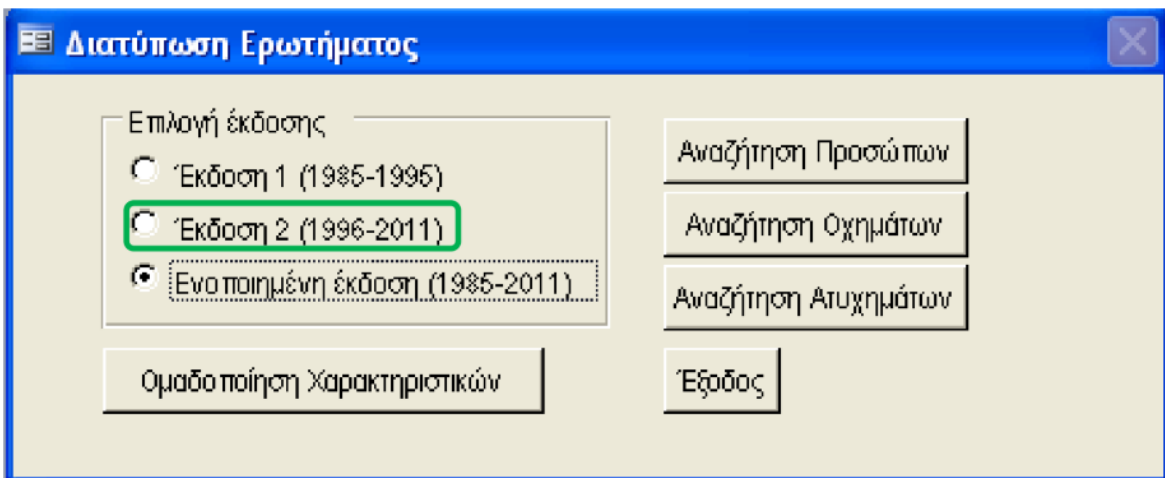 Διατύπωση Ερωτήματος
Επιλογή έκδοσης
Έκδοση 1 (1985-1995)
Έκδοση 2 (1996-2011)
Ενοποιημένη έκδοση (1985-2011)
Αναζήτηση Προσώπων
Αναζήτηση Οχημάτων
Αναζήτηση Ατυχημάτων
Ομαδοποίηση Χαρακτηριστικών
Έξοδος